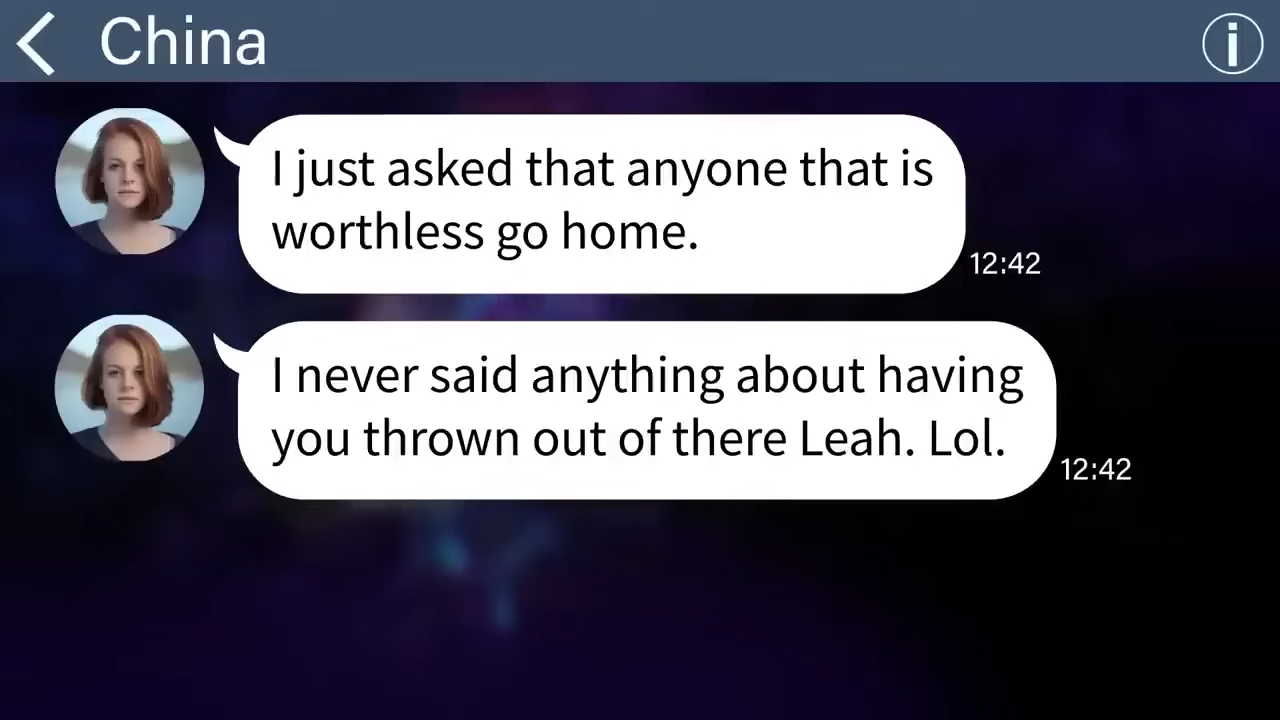 China
I just asked that anyone that is
worthless go home.
12:42
I never said anything about having
you thrown out of there Leah. Lol.
12:42